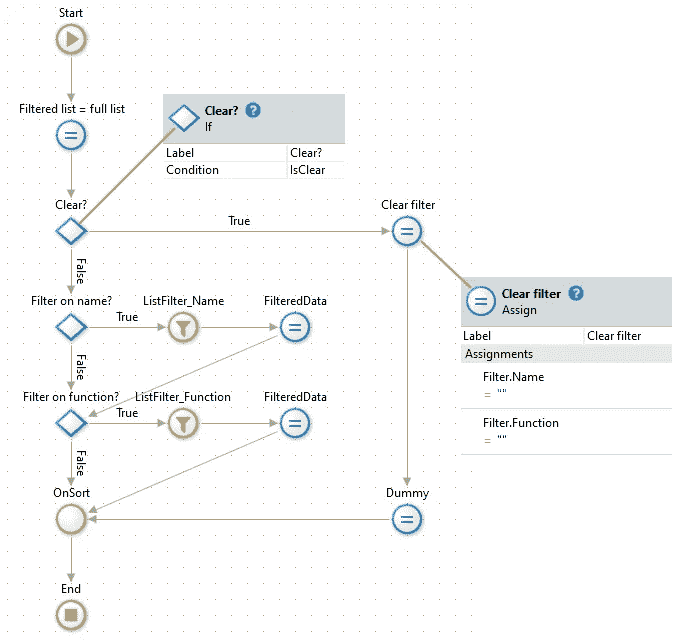 Start
Filtered list = full list
Clear? ?
If
Label Clear?
Condition IsClear
Clear?
True
Clear filter
False
Clear filter ?
Assign
Label Clear filter
Assignments
Filter.Name
= ""
Filter.Function
= ""
Filter on name?
True
ListFilter_Name
FilteredData
False
Filter on function?
True
ListFilter_Function
FilteredData
False
OnSort
Dummy
End